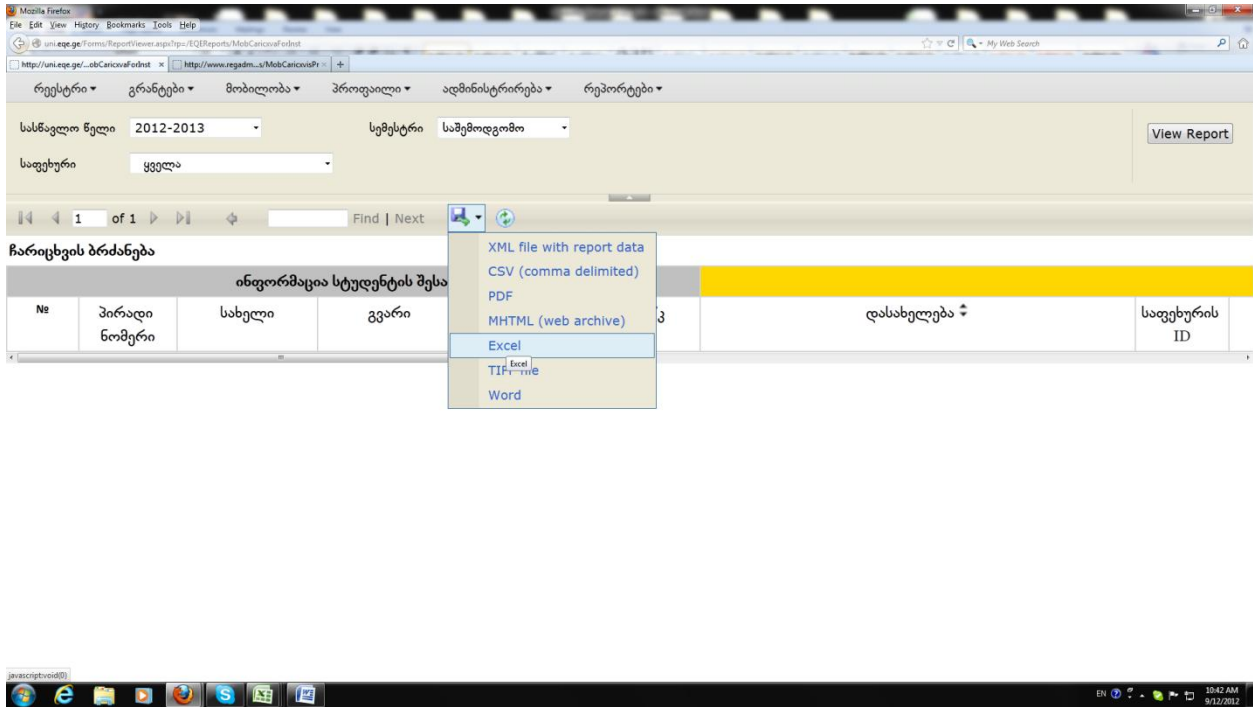 Mozilla Firefox
File Edit View History Bookmarks Tools Help
uni.eqe.ge/Forms/ReportViewer.aspx?rp=/EQEReports/MobCaricxvaForInst
My Web Search
http://uni.eqe.ge/...obCaricxvaForInst × http://www.regadm...s/MobCaricxvisPr × +
რეესტრი გრანტები მობილობა პროფაილი ადმინისტრირება რეპორტები
სასწავლო წელი 2012-2013 სემესტრი საშემოდგომო
View Report
საფეხური ყველა
1 of 1 Find | Next
ჩარიცხვის ბრძანება
ინფორმაცია სტუდენტის შესა
№ პირადი ნომერი სახელი გვარი დასახელება საფეხურის ID
XML file with report data
CSV (comma delimited)
PDF
MHTML (web archive)
Excel
Excel
TIFF file
Word
javascript:void(0)
EN 10:42 AM
9/12/2012